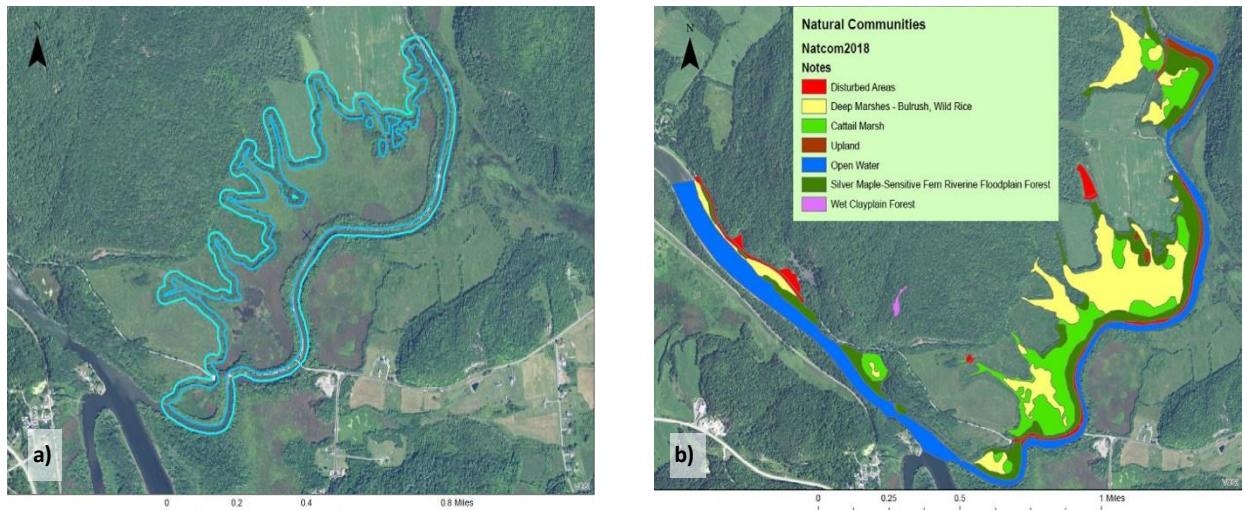 N
a)
0 0.2 0.4 0.8 Miles
N
Natural Communities
Natcom2018
Notes
Disturbed Areas
Deep Marshes - Bulrush, Wild Rice
Cattail Marsh
Upland
Open Water
Silver Maple-Sensitive Fern Riverine Floodplain Forest
Wet Clayplain Forest
b)
0 0.25 0.5 1 Miles